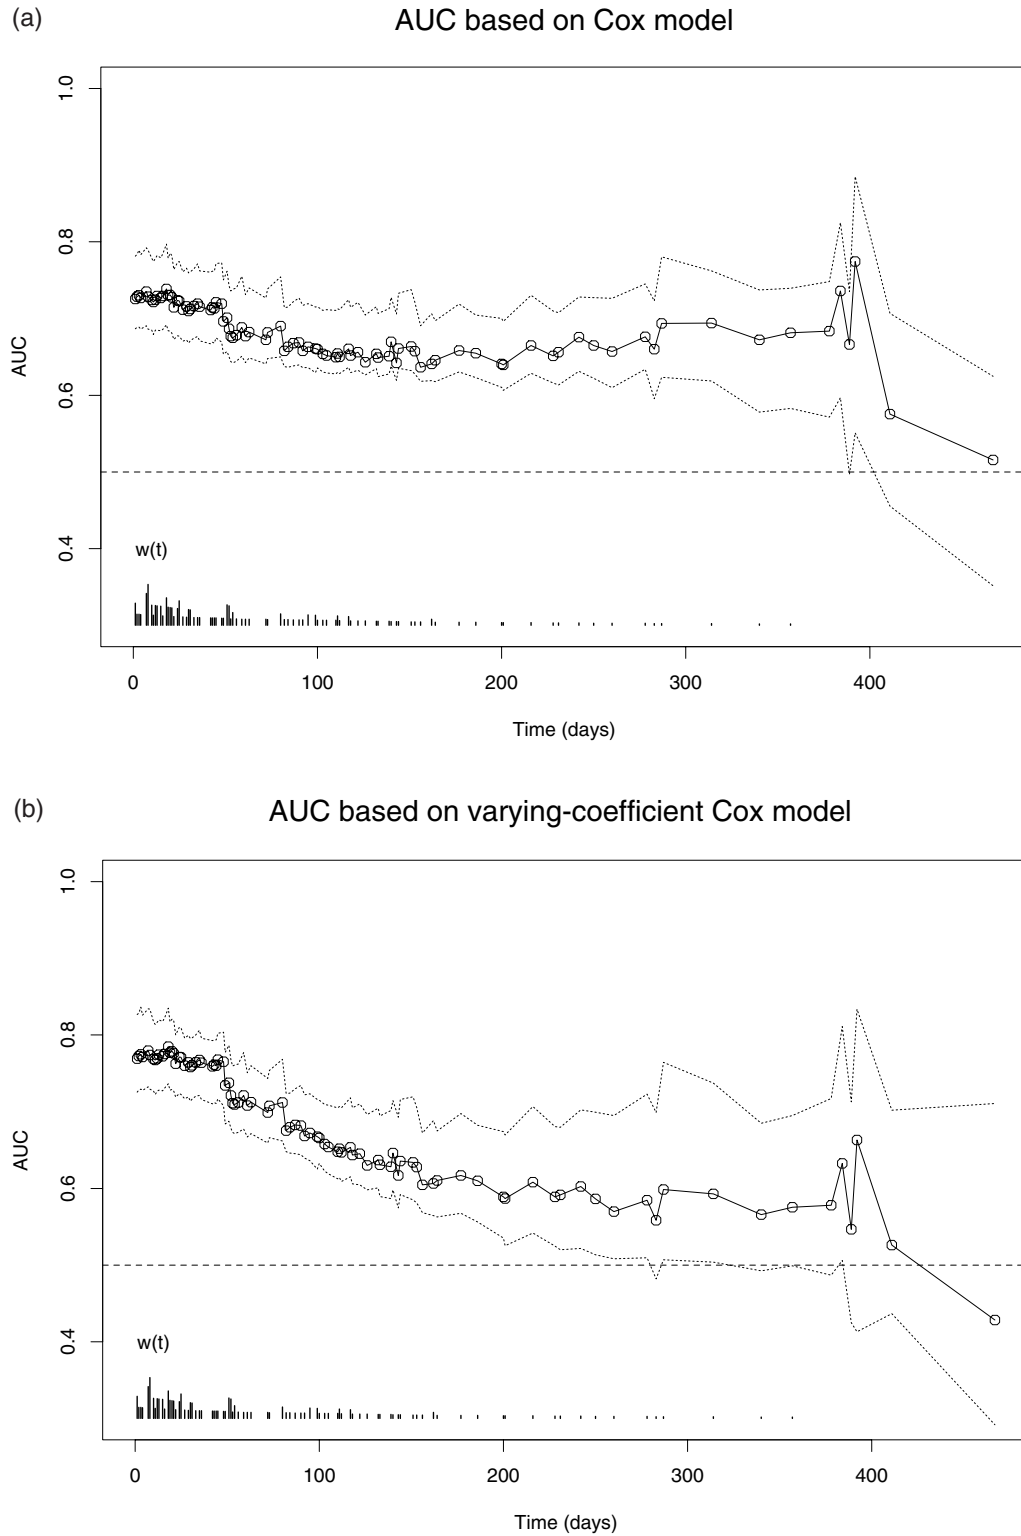 (a)
AUC based on Cox model
1.0
0.8
0.6
0.4
AUC
w(t)
0 100 200 300 400
Time (days)
(b)
AUC based on varying-coefficient Cox model
1.0
0.8
0.6
0.4
AUC
w(t)
0 100 200 300 400
Time (days)